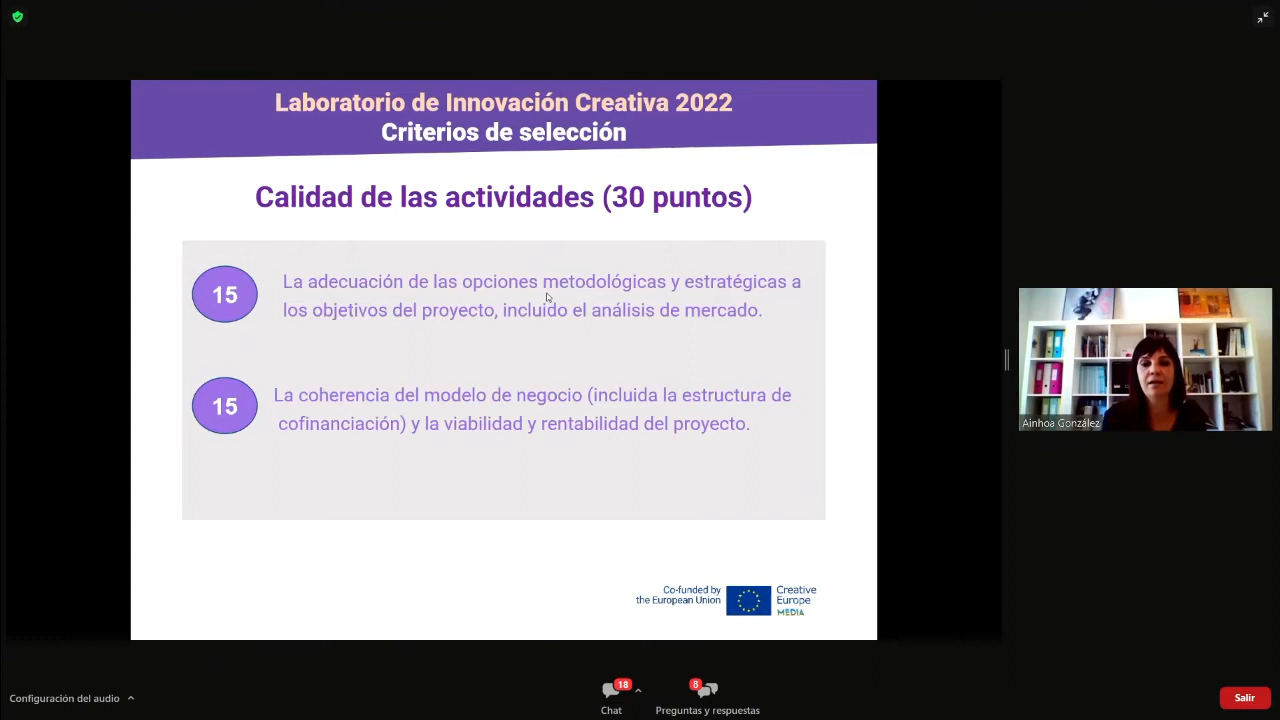 Laboratorio de Innovación Creativa 2022
Criterios de selección
Calidad de las actividades (30 puntos)
15
La adecuación de las opciones metodológicas y estratégicas a
los objetivos del proyecto, incluido el análisis de mercado.
15
La coherencia del modelo de negocio (incluida la estructura de
cofinanciación) y la viabilidad y rentabilidad del proyecto.
Co-funded by
the European Union
Creative
Europe
MEDIA
Ainhoa González
Configuración del audio
18
Chat
8
Preguntas y respuestas
Salir